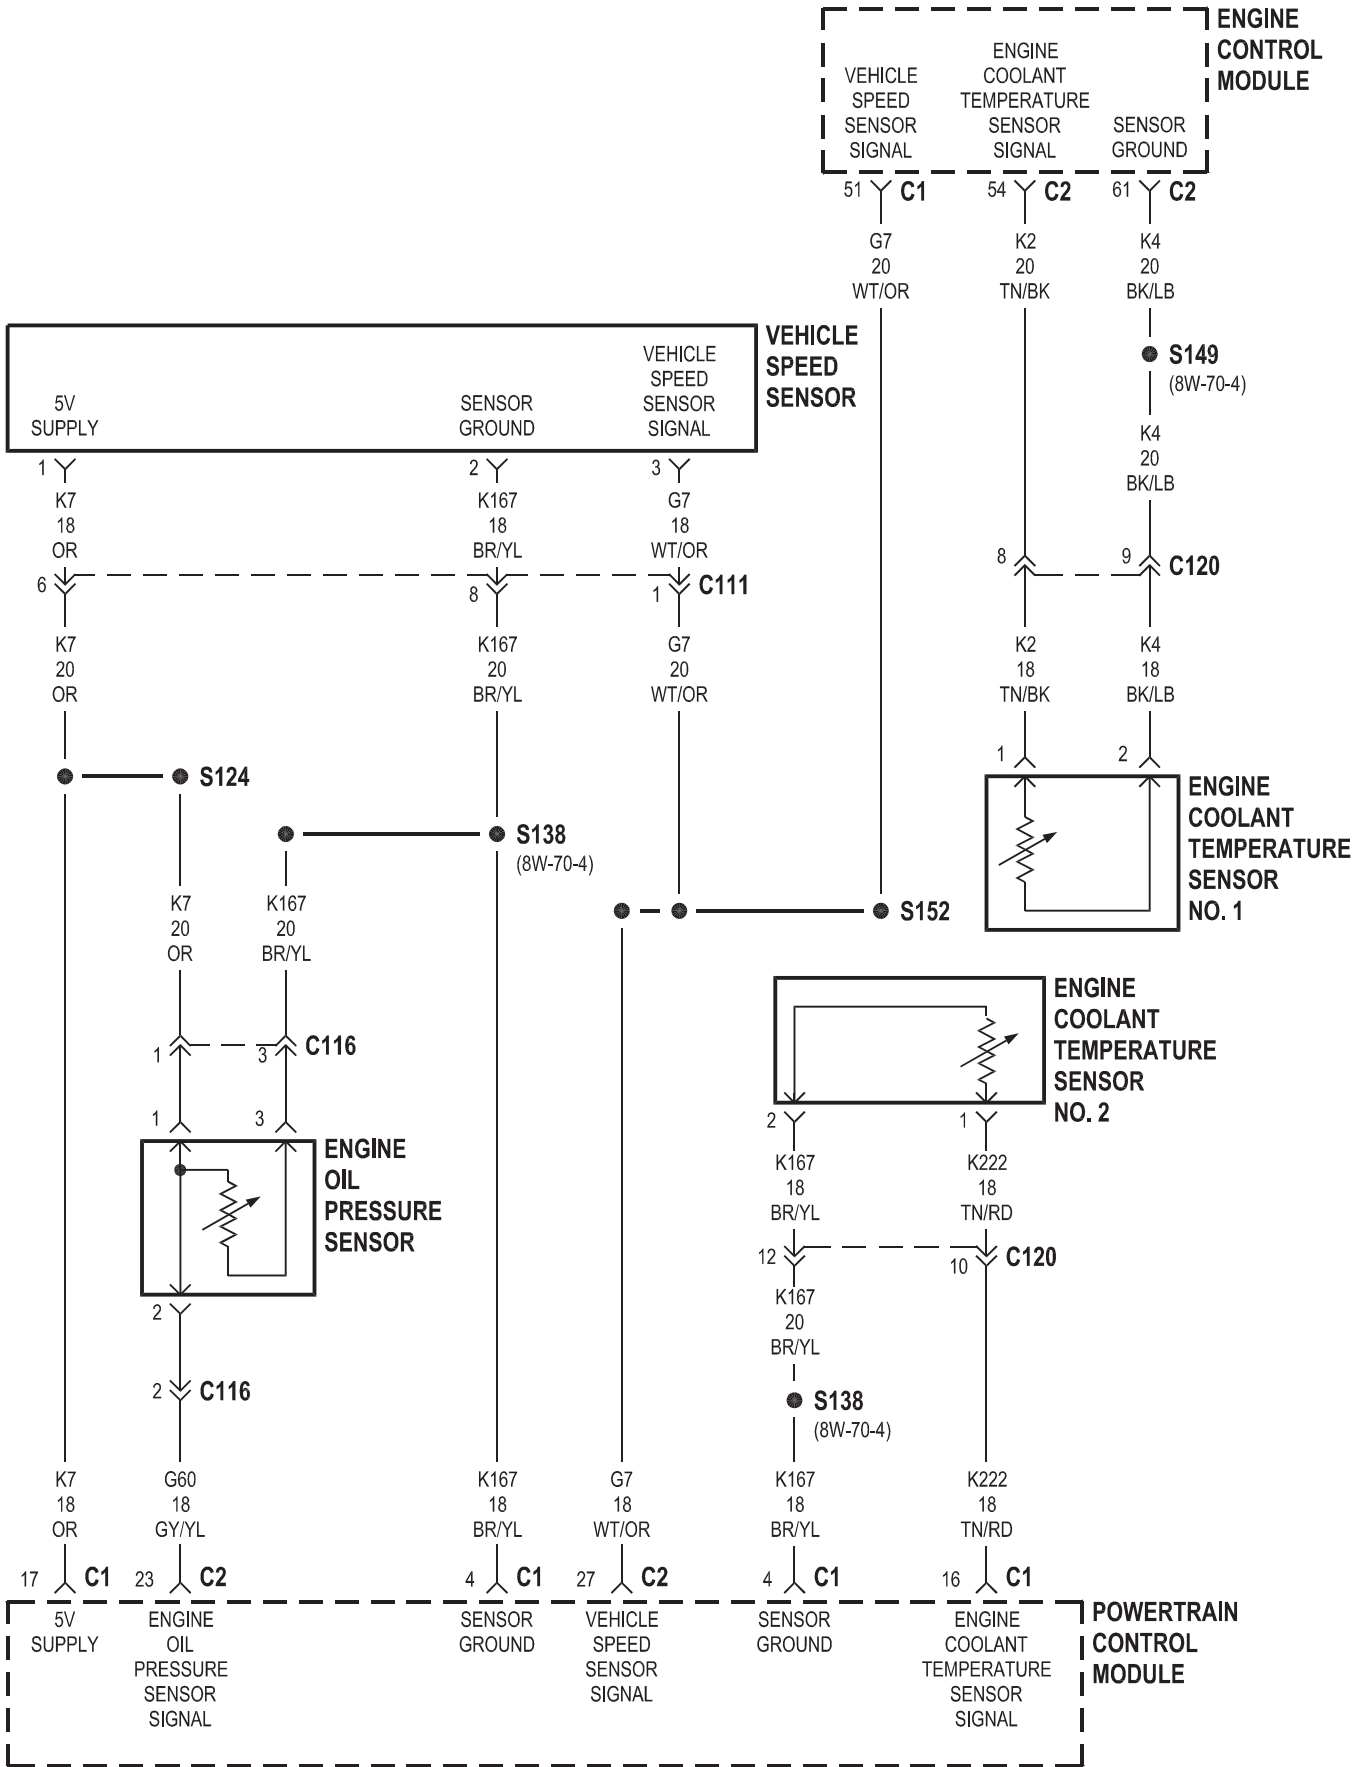 ENGINE
CONTROL
MODULE
VEHICLE
SPEED
SENSOR
SIGNAL
ENGINE
COOLANT
TEMPERATURE
SENSOR
SIGNAL
SENSOR
GROUND
51 C1
54 C2
61 C2
G7
20
WT/OR
K2
20
TN/BK
K4
20
BK/LB
S149
(8W-70-4)
K4
20
BK/LB
VEHICLE
SPEED
SENSOR
5V
SUPPLY
SENSOR
GROUND
VEHICLE
SPEED
SENSOR
SIGNAL
1
2
3
K7
18
OR
K167
18
BR/YL
G7
18
WT/OR
6
8
1
C111
8
9
C120
K7
20
OR
K167
20
BR/YL
G7
20
WT/OR
K2
18
TN/BK
K4
18
BK/LB
1
2
ENGINE
COOLANT
TEMPERATURE
SENSOR
NO. 1
S124
S138
(8W-70-4)
S152
K7
20
OR
K167
20
BR/YL
1
3
C116
1
3
ENGINE
OIL
PRESSURE
SENSOR
2
2
C116
ENGINE
COOLANT
TEMPERATURE
SENSOR
NO. 2
2
1
K167
18
BR/YL
K222
18
TN/RD
12
10
C120
K167
20
BR/YL
S138
(8W-70-4)
K7
18
OR
G60
18
GY/YL
K167
18
BR/YL
G7
18
WT/OR
K167
18
BR/YL
K222
18
TN/RD
17 C1
23 C2
4 C1
27 C2
4 C1
16 C1
5V
SUPPLY
ENGINE
OIL
PRESSURE
SENSOR
SIGNAL
SENSOR
GROUND
VEHICLE
SPEED
SENSOR
SIGNAL
SENSOR
GROUND
ENGINE
COOLANT
TEMPERATURE
SENSOR
SIGNAL
POWERTRAIN
CONTROL
MODULE